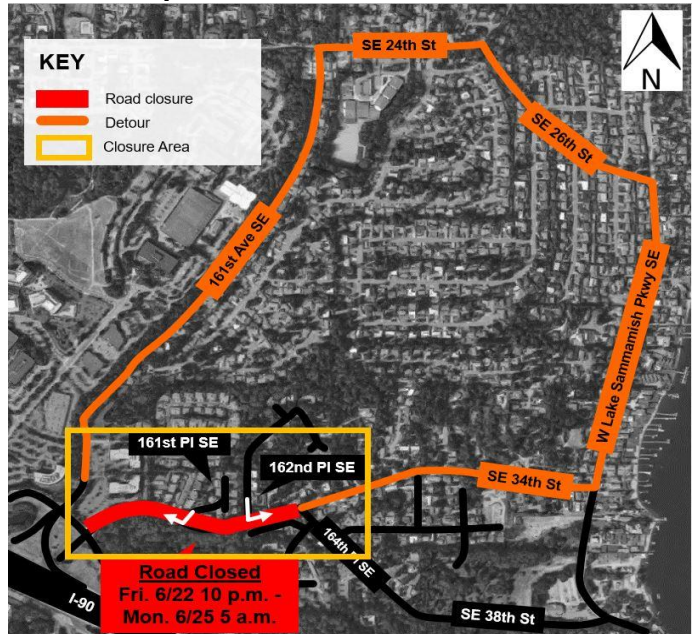 KEY
Road closure
Detour
Closure Area
N
SE 24th St
SE 26th St
161st Ave SE
W Lake Sammamish Pkwy SE
161st Pl SE
162nd Pl SE
SE 34th St
164th Pl SE
Road Closed
Fri. 6/22 10 p.m. -
Mon. 6/25 5 a.m.
I-90
SE 38th St